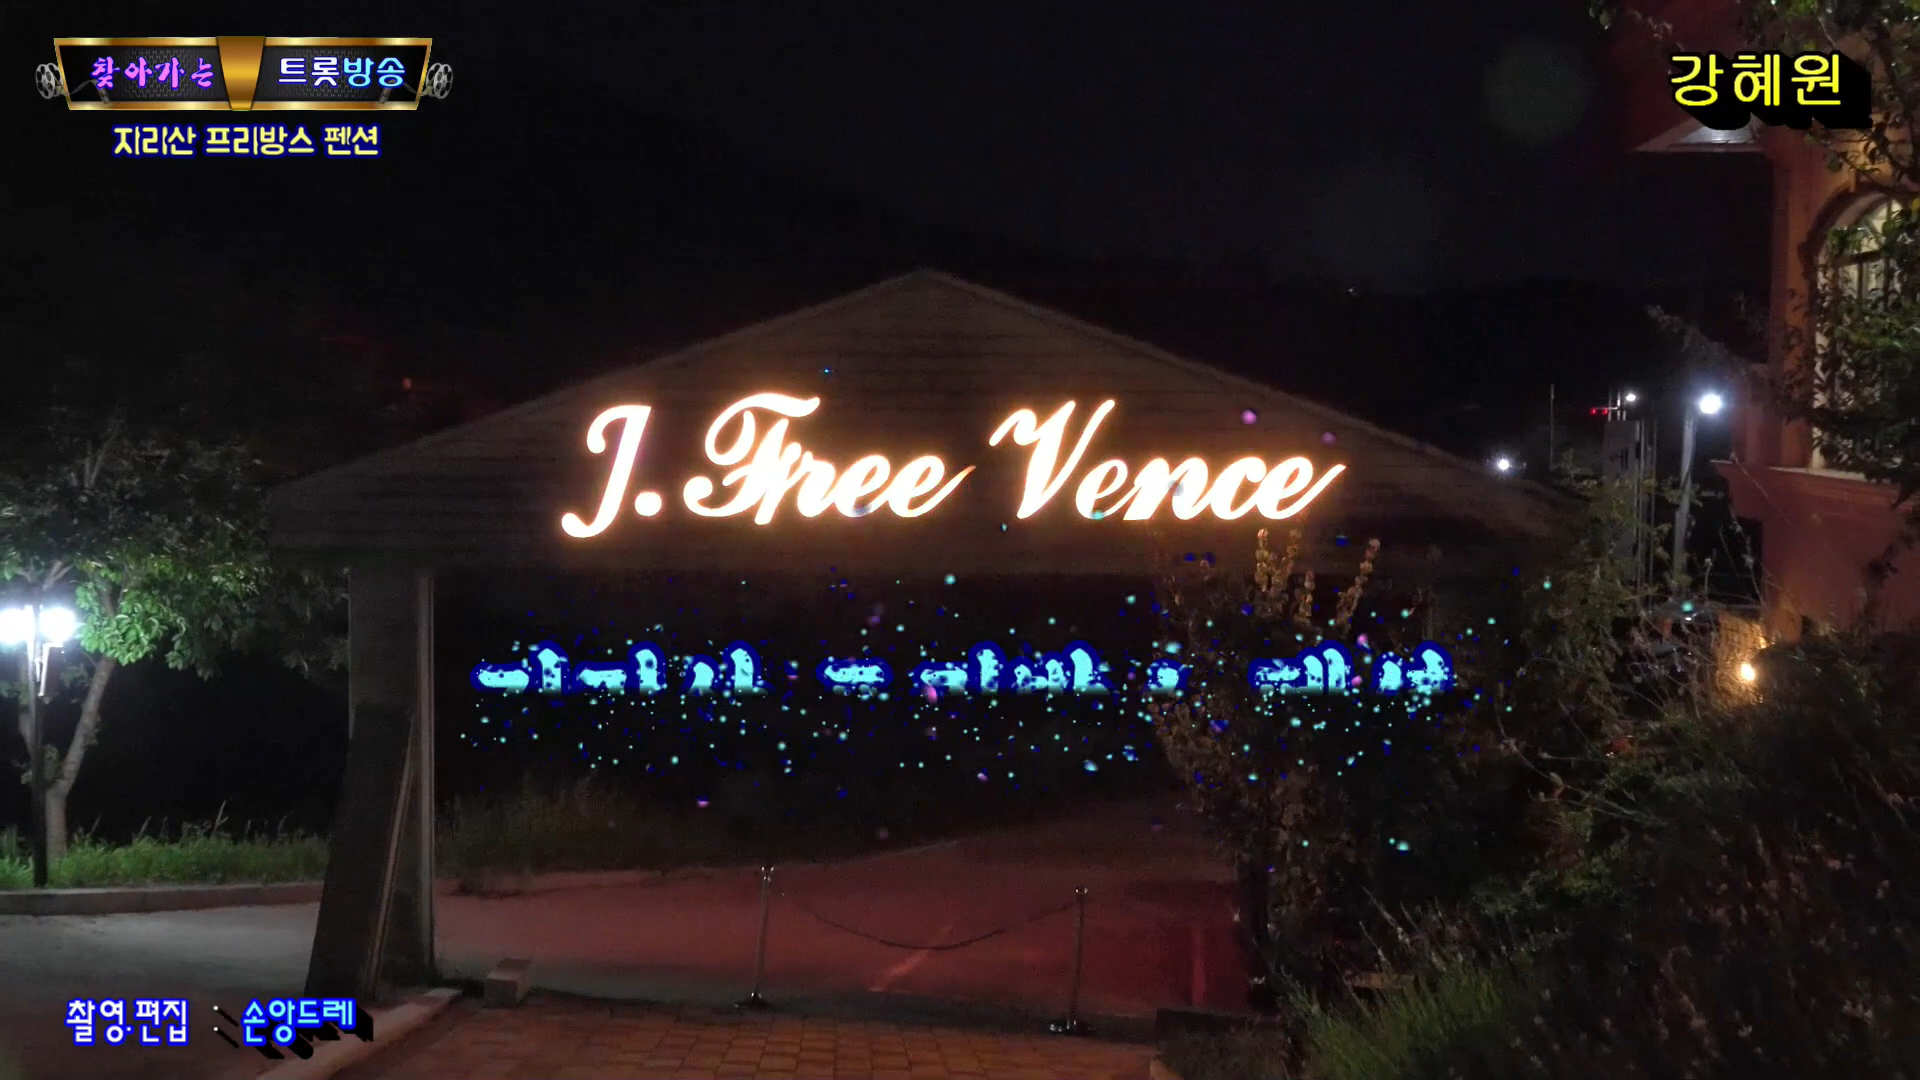 찾아가는 트롯방송
지리산 프리방스 펜션
강혜원
J. Free Vence
촬영.편집 : 손앙드레